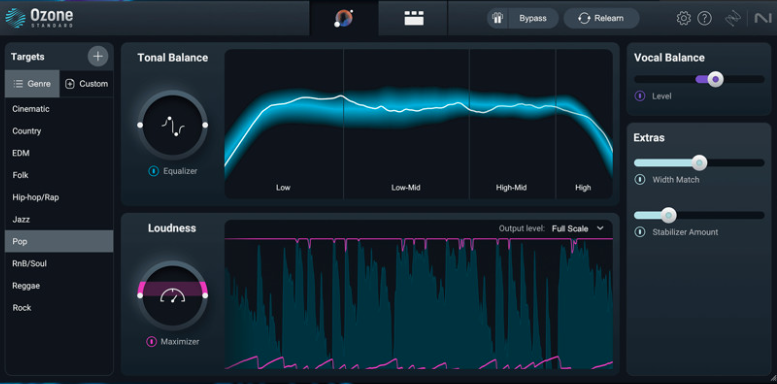 Ozone
STANDARD
Bypass
Relearn
Targets
Genre
Custom
Cinematic
Country
EDM
Folk
Hip-hop/Rap
Jazz
Pop
RnB/Soul
Reggae
Rock
Tonal Balance
Equalizer
Low
Low-Mid
High-Mid
High
Loudness
Output level: Full Scale
Maximizer
Vocal Balance
Level
Extras
Width Match
Stabilizer Amount